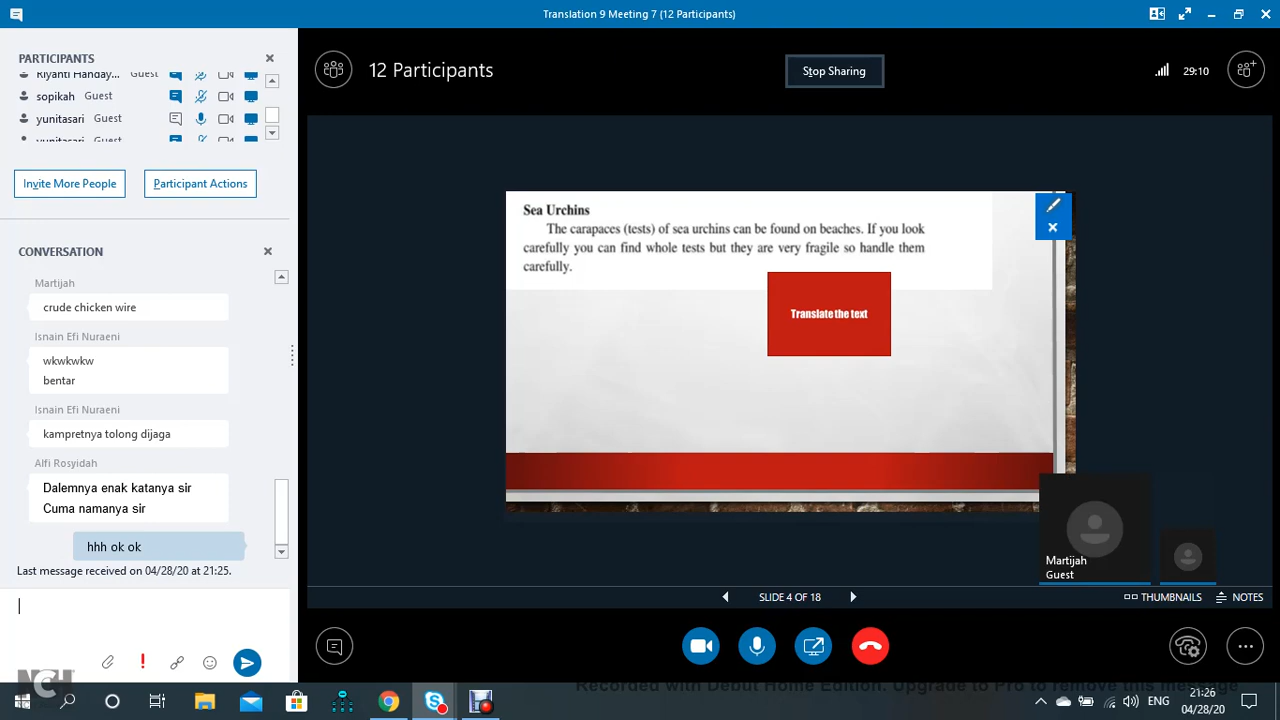 Translation 9 Meeting 7 (12 Participants)
PARTICIPANTS
12 Participants
Stop Sharing
29:10
Riyanti Handay... Guest
sopikah Guest
yunitasari Guest
yunitasari Guest
Invite More People
Participant Actions
CONVERSATION
Martijah
crude chicken wire
Isnain Efi Nuraeni
wkwkwkw
bentar
Isnain Efi Nuraeni
kampretnya tolong dijaga
Alfi Rosyidah
Dalemnya enak katanya sir
Cuma namanya sir
hhh ok ok
Last message received on 04/28/20 at 21:25.
Sea Urchins
The carapaces (tests) of sea urchins can be found on beaches. If you look
carefully you can find whole tests but they are very fragile so handle them
carefully.
Translate the text
Martijah
Guest
SLIDE 4 OF 18
THUMBNAILS
NOTES
NCH
Recorded with Debut Home Edition. Upgrade to Pro to remove this message
ENG
21:26
04/28/20